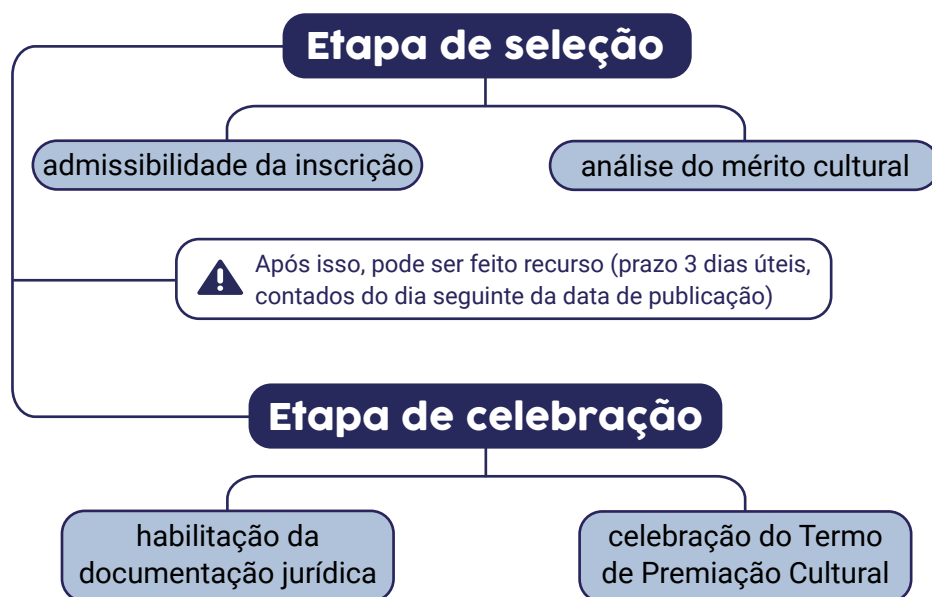 Etapa de seleção
admissibilidade da inscrição
análise do mérito cultural
Após isso, pode ser feito recurso (prazo 3 dias úteis,
contados do dia seguinte da data de publicação)
Etapa de celebração
habilitação da
documentação jurídica
celebração do Termo
de Premiação Cultural